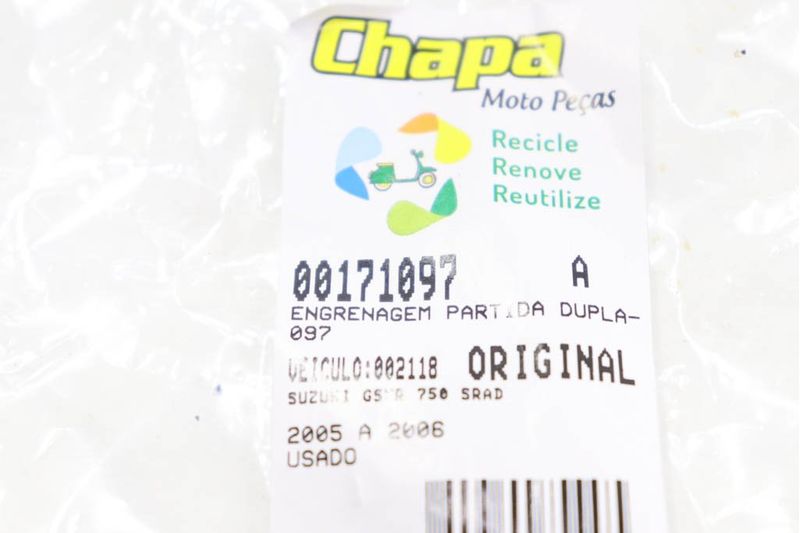 Chapa
Moto Peças
Recicle
Renove
Reutilize
00171097 A
ENGRENAGEM PARTIDA DUPLA-
097
VEICULO:002118 ORIGINAL
SUZUKI GSXR 750 SRAD
2005 A 2006
USADO